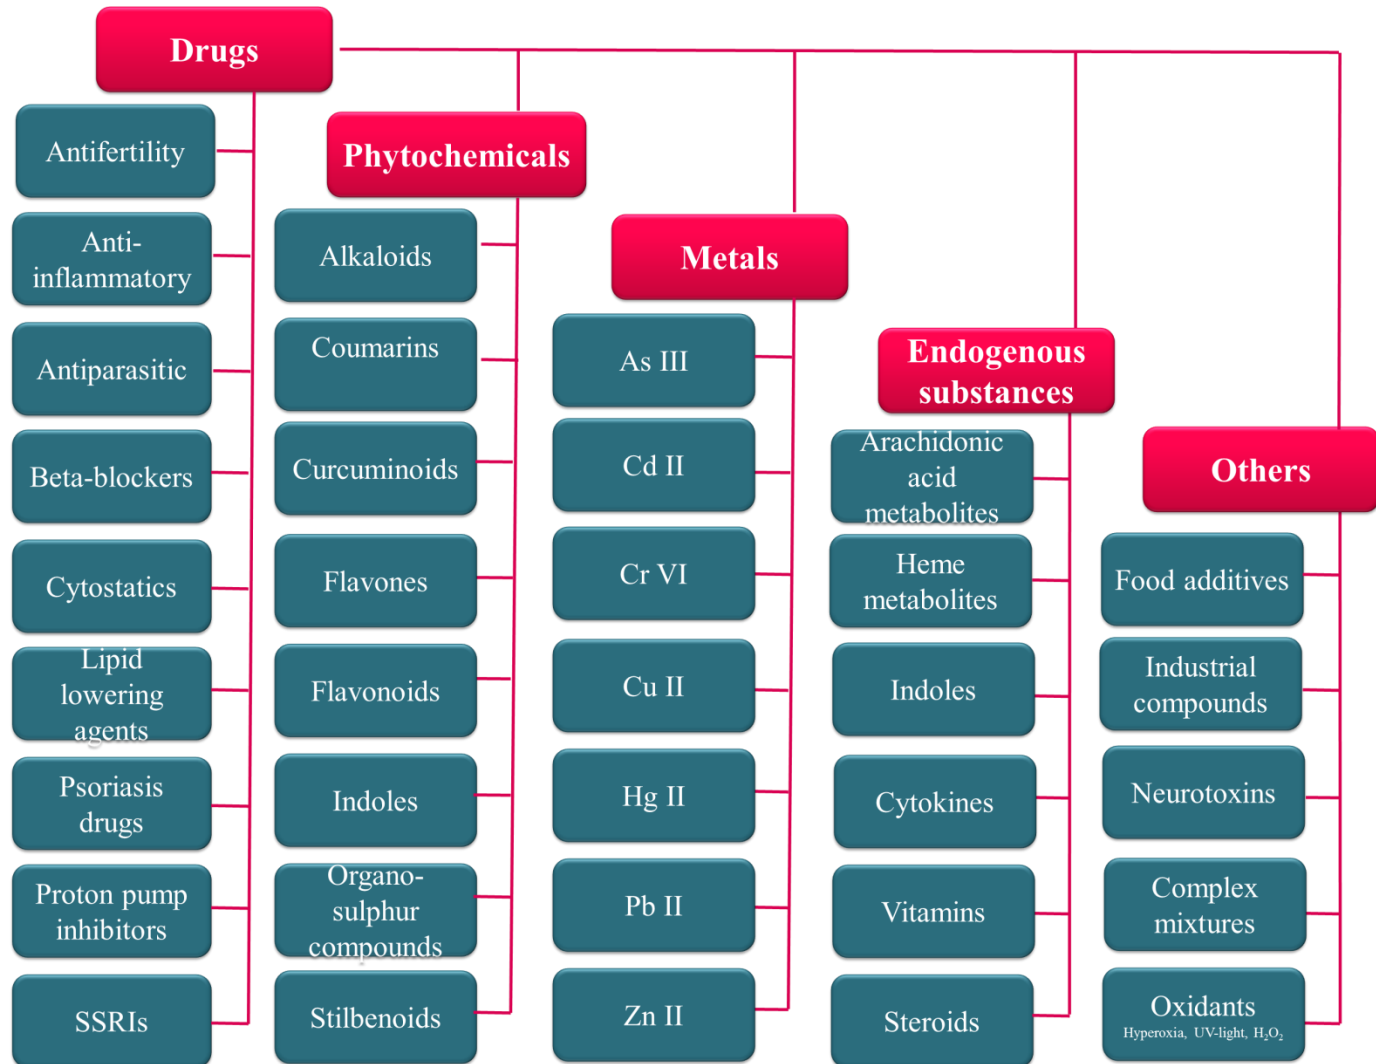 Drugs
Antifertility
Anti-
inflammatory
Antiparasitic
Beta-blockers
Cytostatics
Lipid
lowering
agents
Psoriasis
drugs
Proton pump
inhibitors
SSRIs
Phytochemicals
Alkaloids
Coumarins
Curcuminoids
Flavones
Flavonoids
Indoles
Organo-
sulphur
compounds
Stilbenoids
Metals
As III
Cd II
Cr VI
Cu II
Hg II
Pb II
Zn II
Endogenous
substances
Arachidonic
acid
metabolites
Heme
metabolites
Indoles
Cytokines
Vitamins
Steroids
Others
Food additives
Industrial
compounds
Neurotoxins
Complex
mixtures
Oxidants
Hyperoxia, UV-light, H₂O₂